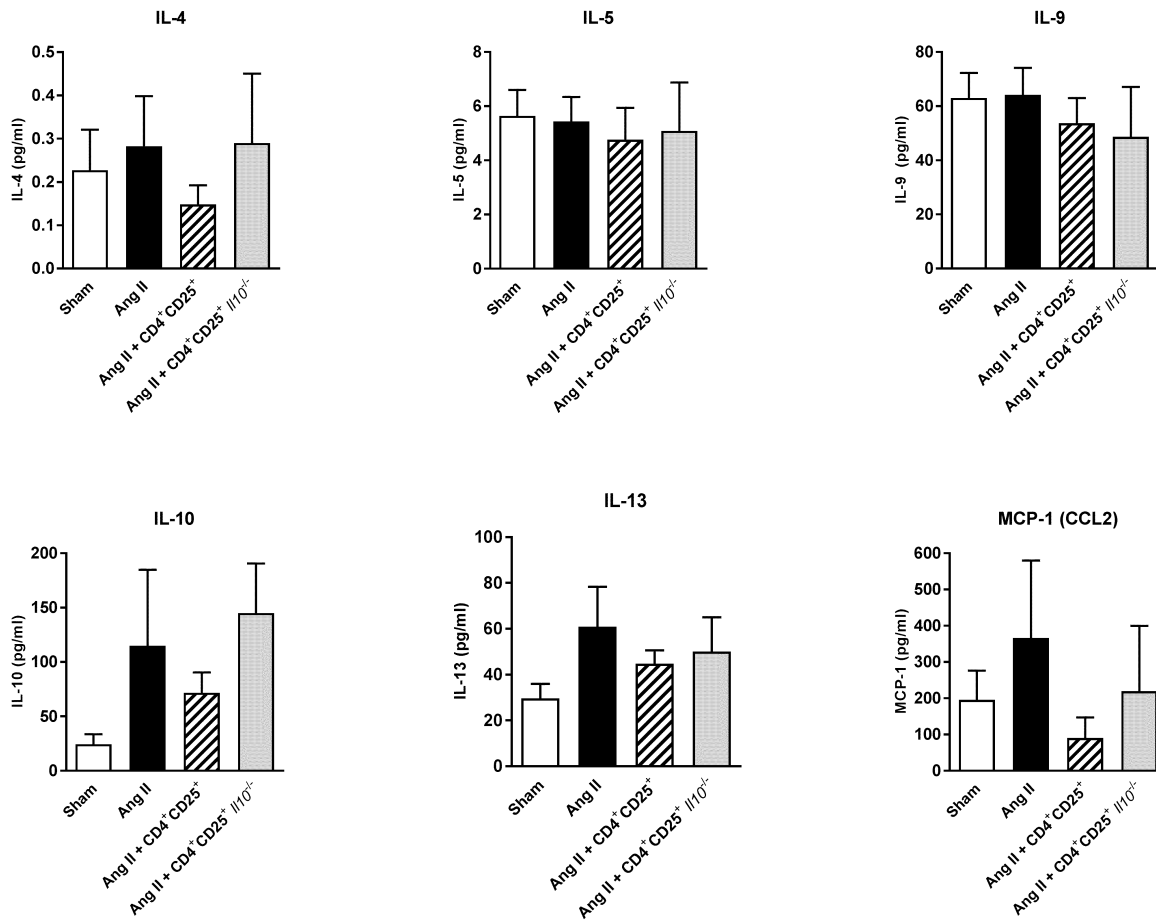 IL-4
IL-4 (pg/ml)
0.5
0.4
0.3
0.2
0.1
0.0
Sham
Ang II
Ang II + CD4⁺CD25⁺
Ang II + CD4⁺CD25⁺ Il10⁻/⁻
IL-5
IL-5 (pg/ml)
8
6
4
2
0
Sham
Ang II
Ang II + CD4⁺CD25⁺
Ang II + CD4⁺CD25⁺ Il10⁻/⁻
IL-9
IL-9 (pg/ml)
80
60
40
20
0
Sham
Ang II
Ang II + CD4⁺CD25⁺
Ang II + CD4⁺CD25⁺ Il10⁻/⁻
IL-10
IL-10 (pg/ml)
200
150
100
50
0
Sham
Ang II
Ang II + CD4⁺CD25⁺
Ang II + CD4⁺CD25⁺ Il10⁻/⁻
IL-13
IL-13 (pg/ml)
100
80
60
40
20
0
Sham
Ang II
Ang II + CD4⁺CD25⁺
Ang II + CD4⁺CD25⁺ Il10⁻/⁻
MCP-1 (CCL2)
MCP-1 (pg/ml)
600
500
400
300
200
100
0
Sham
Ang II
Ang II + CD4⁺CD25⁺
Ang II + CD4⁺CD25⁺ Il10⁻/⁻